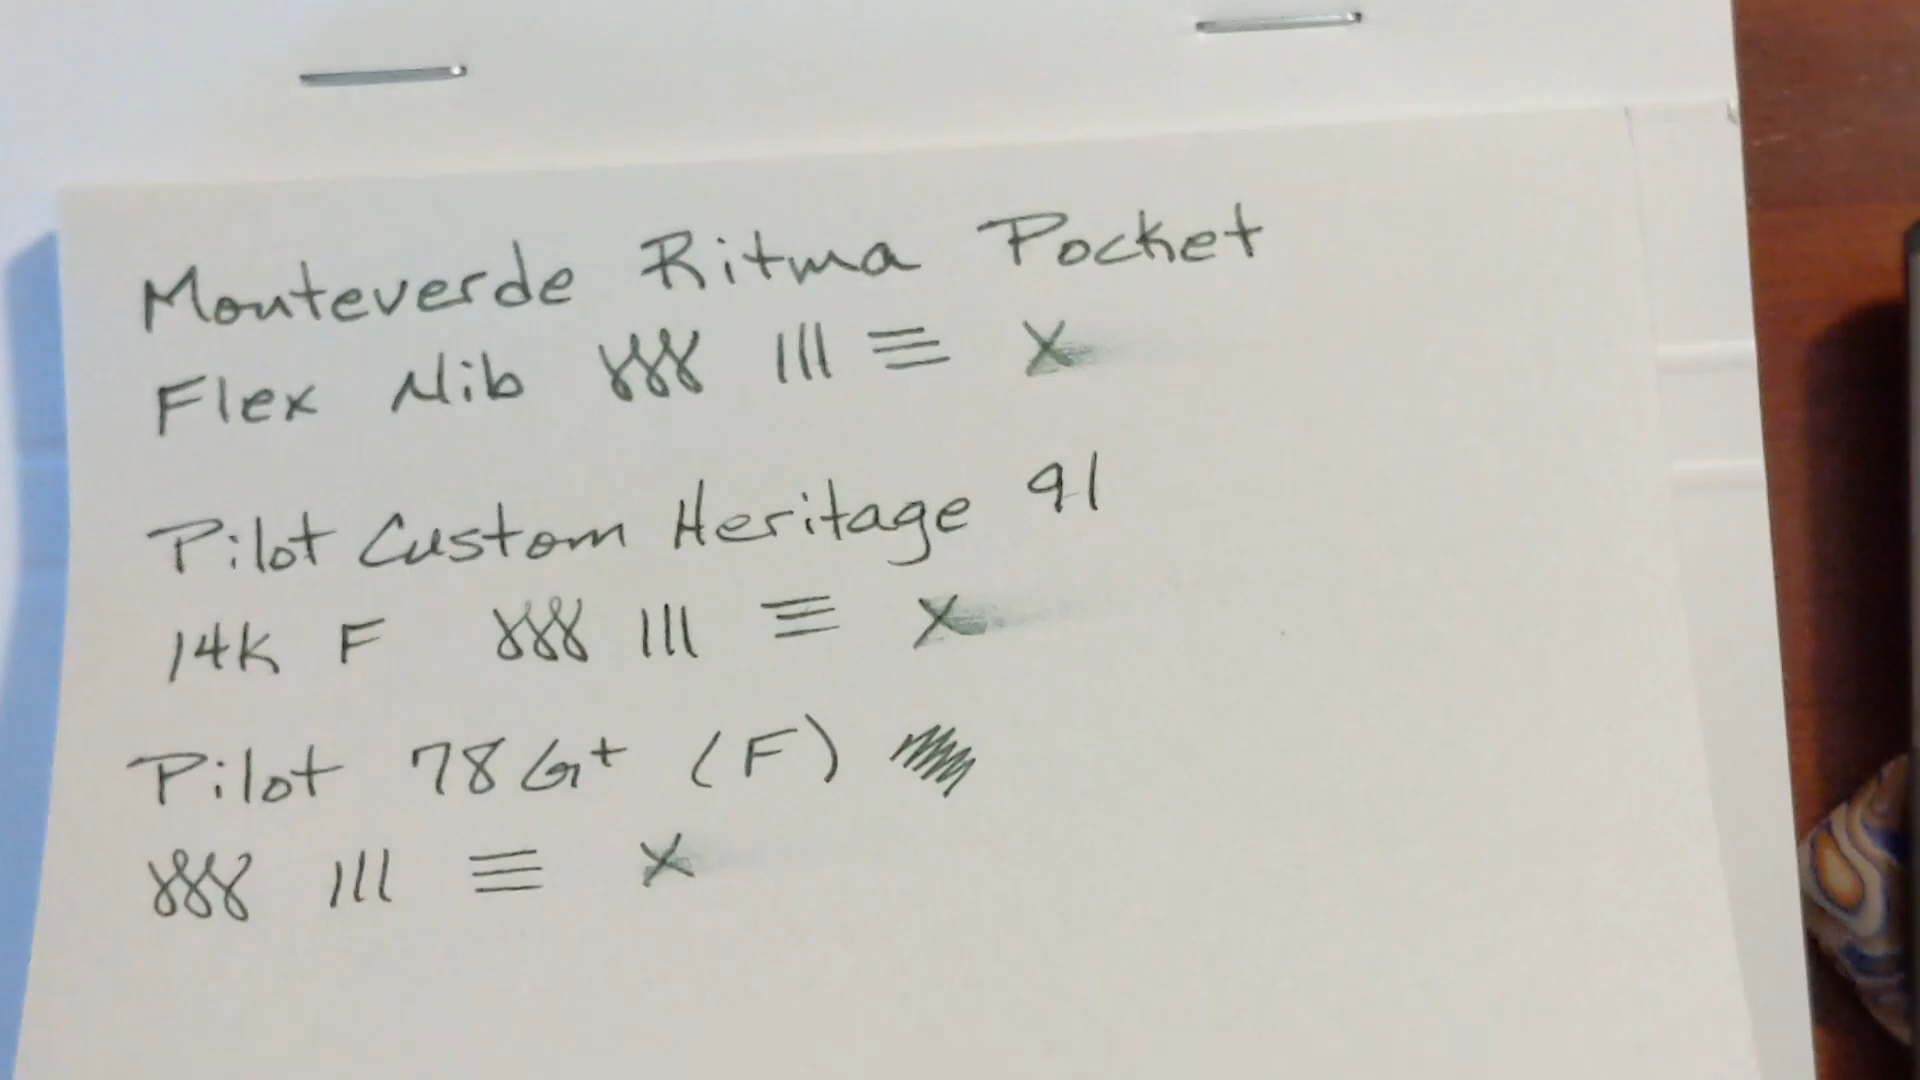 Monteverde Ritma Pocket
Flex Nib
Pilot Custom Heritage 91
14K F
Pilot 78G+ (F)